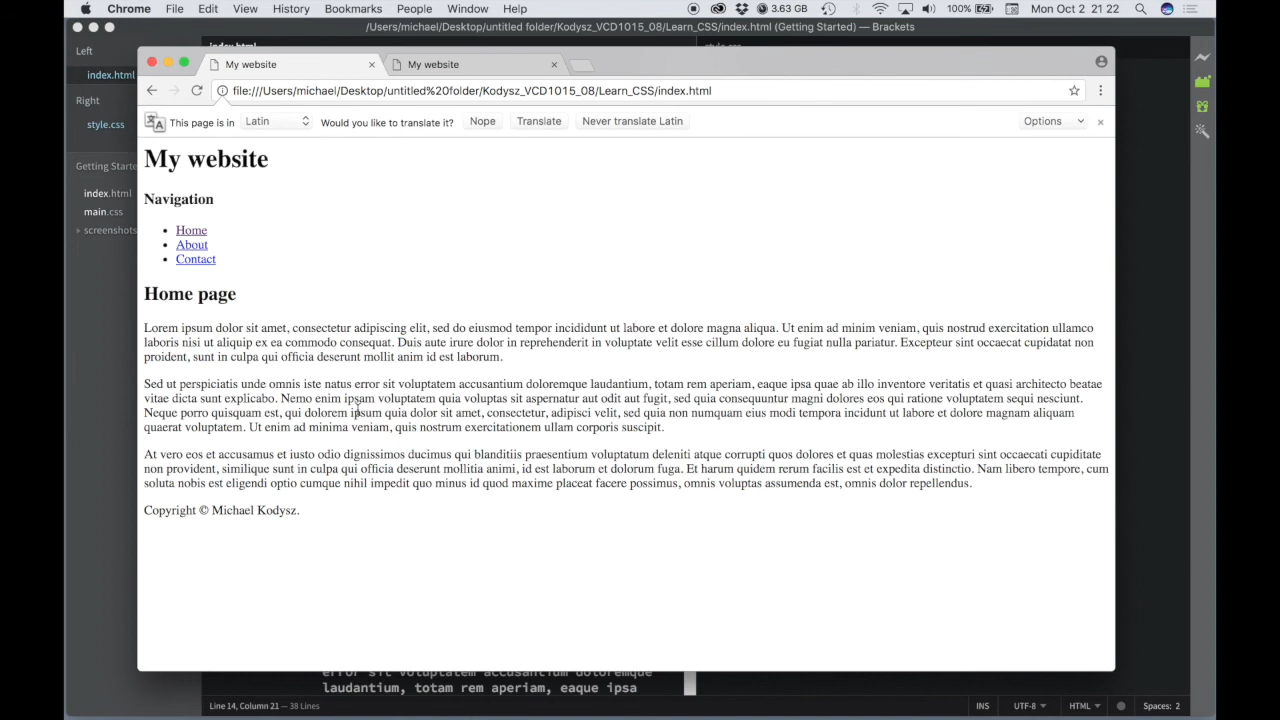 Chrome File Edit View History Bookmarks People Window Help 3.63 GB 100% Mon Oct 2 21 22
/Users/michael/Desktop/untitled folder/Kodysz_VCD1015_08/Learn_CSS/index.html (Getting Started) — Brackets
Left
index.html
Right
style.css
Getting Starte
index.html
main.css
screenshots
My website
My website
file:///Users/michael/Desktop/untitled%20folder/Kodysz_VCD1015_08/Learn_CSS/index.html
This page is in Latin Would you like to translate it? Nope Translate Never translate Latin Options
My website
Navigation
Home
About
Contact
Home page
Lorem ipsum dolor sit amet, consectetur adipiscing elit, sed do eiusmod tempor incididunt ut labore et dolore magna aliqua. Ut enim ad minim veniam, quis nostrud exercitation ullamco
laboris nisi ut aliquip ex ea commodo consequat. Duis aute irure dolor in reprehenderit in voluptate velit esse cillum dolore eu fugiat nulla pariatur. Excepteur sint occaecat cupidatat non
proident, sunt in culpa qui officia deserunt mollit anim id est laborum.
Sed ut perspiciatis unde omnis iste natus error sit voluptatem accusantium doloremque laudantium, totam rem aperiam, eaque ipsa quae ab illo inventore veritatis et quasi architecto beatae
vitae dicta sunt explicabo. Nemo enim ipsam voluptatem quia voluptas sit aspernatur aut odit aut fugit, sed quia consequuntur magni dolores eos qui ratione voluptatem sequi nesciunt.
Neque porro quisquam est, qui dolorem ipsum quia dolor sit amet, consectetur, adipisci velit, sed quia non numquam eius modi tempora incidunt ut labore et dolore magnam aliquam
quaerat voluptatem. Ut enim ad minima veniam, quis nostrum exercitationem ullam corporis suscipit.
At vero eos et accusamus et iusto odio dignissimos ducimus qui blanditiis praesentium voluptatum deleniti atque corrupti quos dolores et quas molestias excepturi sint occaecati cupiditate
non provident, similique sunt in culpa qui officia deserunt mollitia animi, id est laborum et dolorum fuga. Et harum quidem rerum facilis est et expedita distinctio. Nam libero tempore, cum
soluta nobis est eligendi optio cumque nihil impedit quo minus id quod maxime placeat facere possimus, omnis voluptas assumenda est, omnis dolor repellendus.
Copyright © Michael Kodysz.
error sit voluptatem accusantium doloremque
laudantium, totam rem aperiam, eaque ipsa
Line 14, Column 21 — 38 Lines INS UTF-8 HTML Spaces: 2